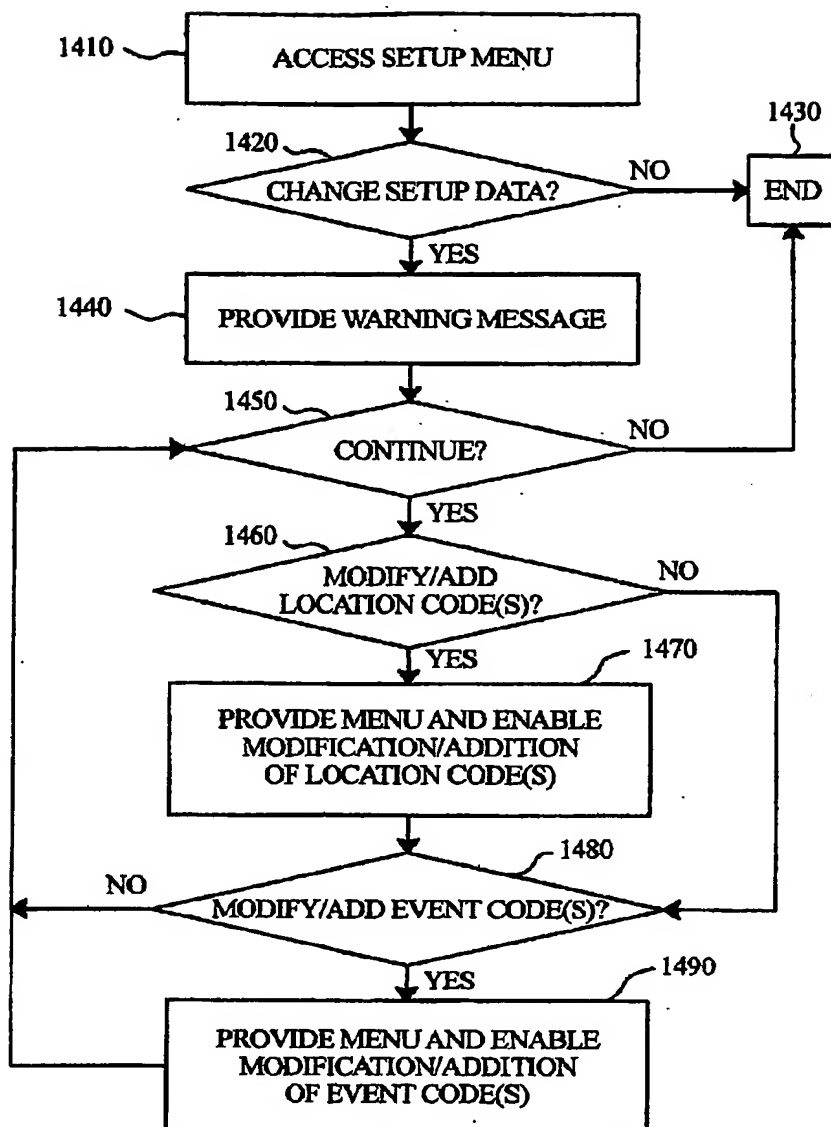 1410
ACCESS SETUP MENU
1420
1430
CHANGE SETUP DATA?
NO
END
YES
1440
PROVIDE WARNING MESSAGE
1450
CONTINUE?
NO
YES
1460
MODIFY/ADD
LOCATION CODE(S)?
NO
YES
1470
PROVIDE MENU AND ENABLE
MODIFICATION/ADDITION
OF LOCATION CODE(S)
1480
NO
MODIFY/ADD EVENT CODE(S)?
YES
1490
PROVIDE MENU AND ENABLE
MODIFICATION/ADDITION
OF EVENT CODE(S)